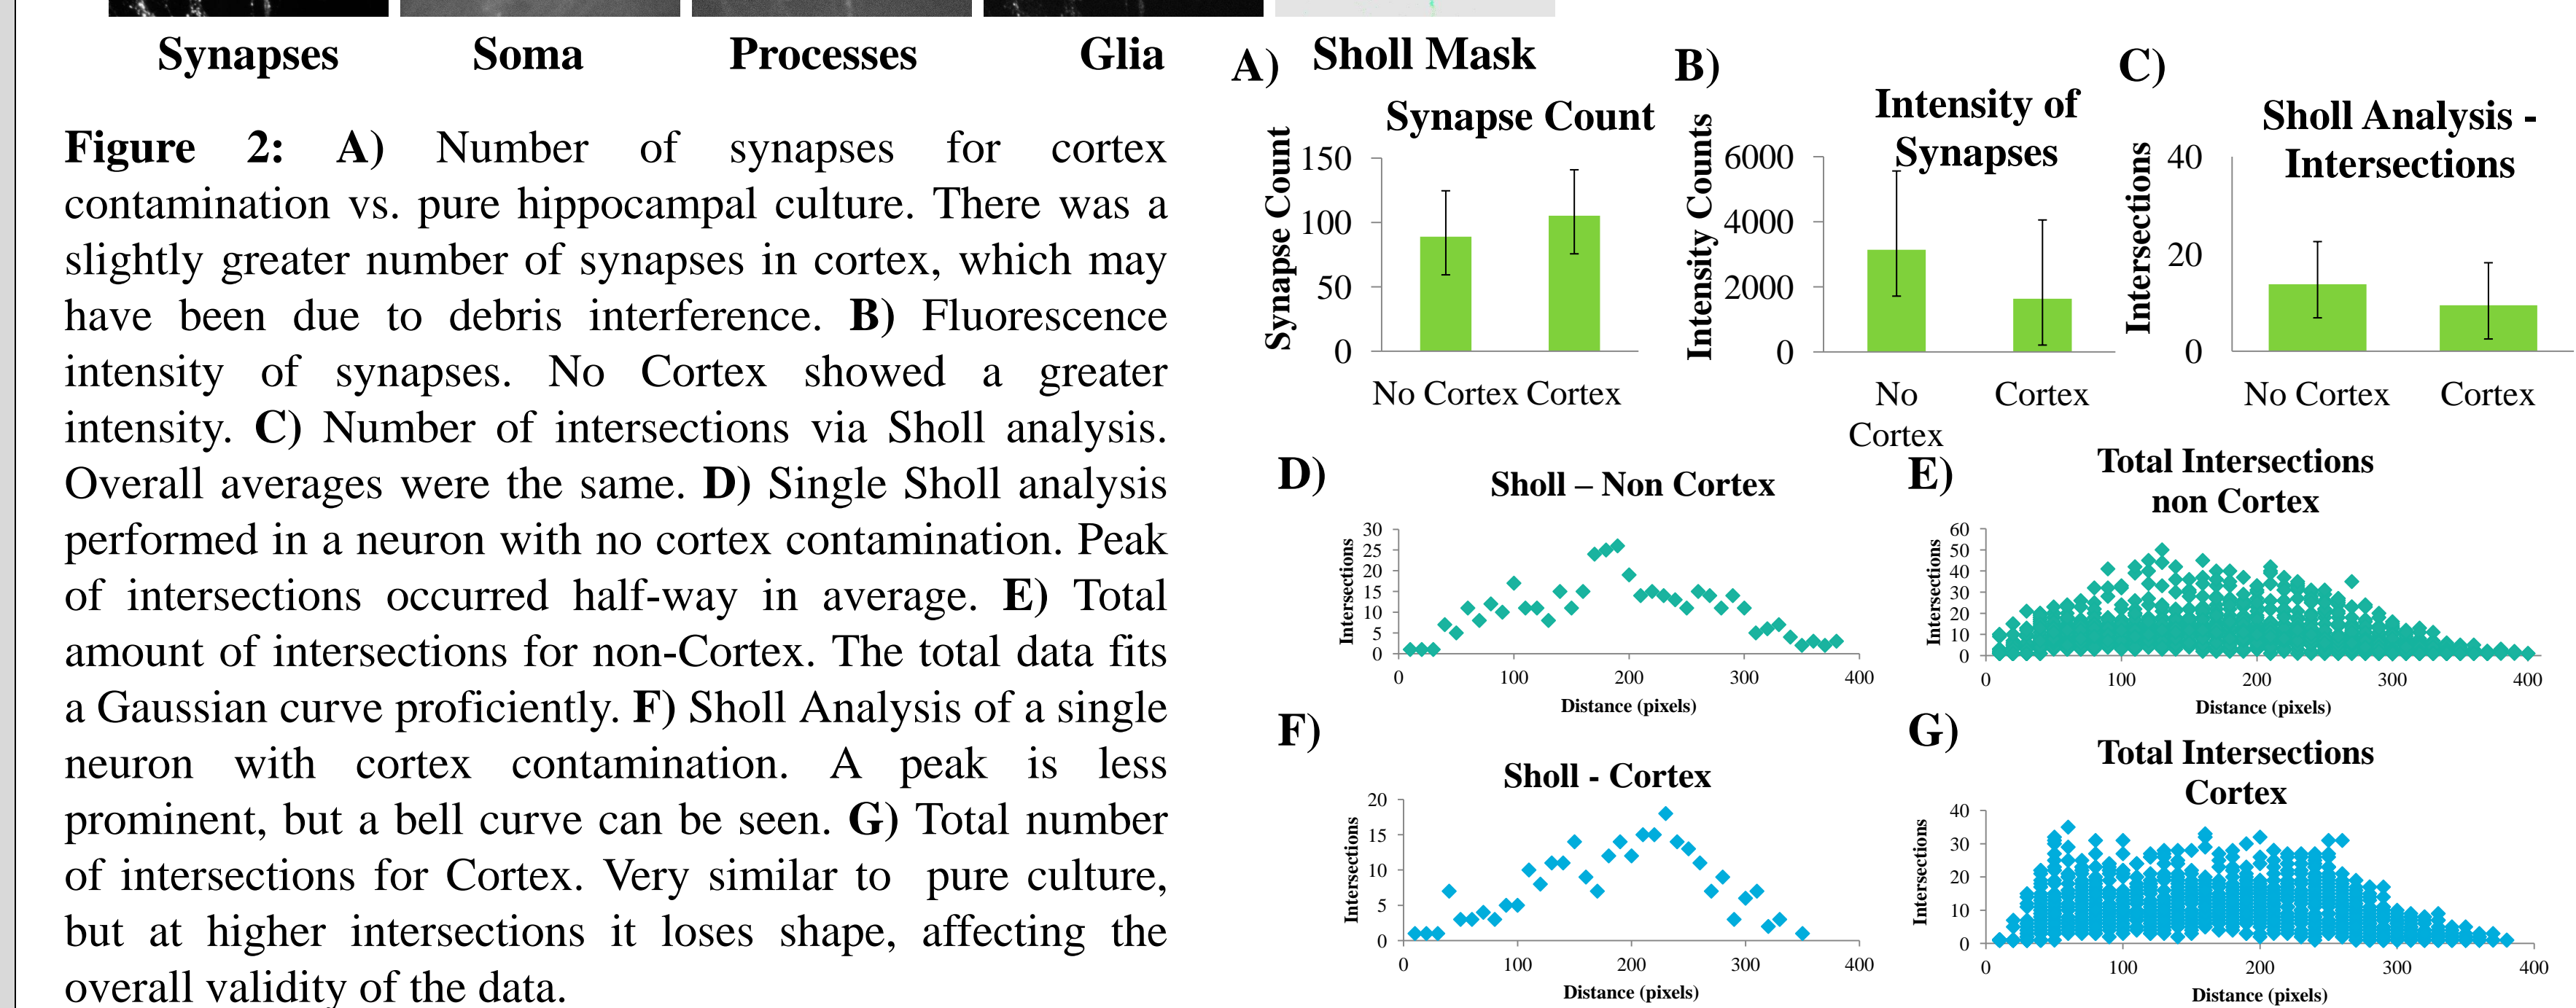 Synapses Soma Processes Glia Sholl Mask
Figure 2: A) Number of synapses for cortex
contamination vs. pure hippocampal culture. There was a
slightly greater number of synapses in cortex, which may
have been due to debris interference. B) Fluorescence
intensity of synapses. No Cortex showed a greater
intensity. C) Number of intersections via Sholl analysis.
Overall averages were the same. D) Single Sholl analysis
performed in a neuron with no cortex contamination. Peak
of intersections occurred half-way in average. E) Total
amount of intersections for non-Cortex. The total data fits
a Gaussian curve proficiently. F) Sholl Analysis of a single
neuron with cortex contamination. A peak is less
prominent, but a bell curve can be seen. G) Total number
of intersections for Cortex. Very similar to pure culture,
but at higher intersections it loses shape, affecting the
overall validity of the data.
A)
Synapse Count
Synapse Count
150
100
50
0
No Cortex Cortex
B)
Intensity of
Synapses
Intensity Counts
6000
4000
2000
0
No
Cortex
Cortex
C)
Sholl Analysis -
Intersections
Intersections
40
20
0
No Cortex Cortex
D)
Sholl – Non Cortex
Intersections
30
25
20
15
10
5
0
0 100 200 300 400
Distance (pixels)
E)
Total Intersections
non Cortex
Intersections
60
50
40
30
20
10
0
0 100 200 300 400
Distance (pixels)
F)
Sholl - Cortex
Intersections
20
15
10
5
0
0 100 200 300 400
Distance (pixels)
G)
Total Intersections
Cortex
Intersections
40
30
20
10
0
0 100 200 300 400
Distance (pixels)